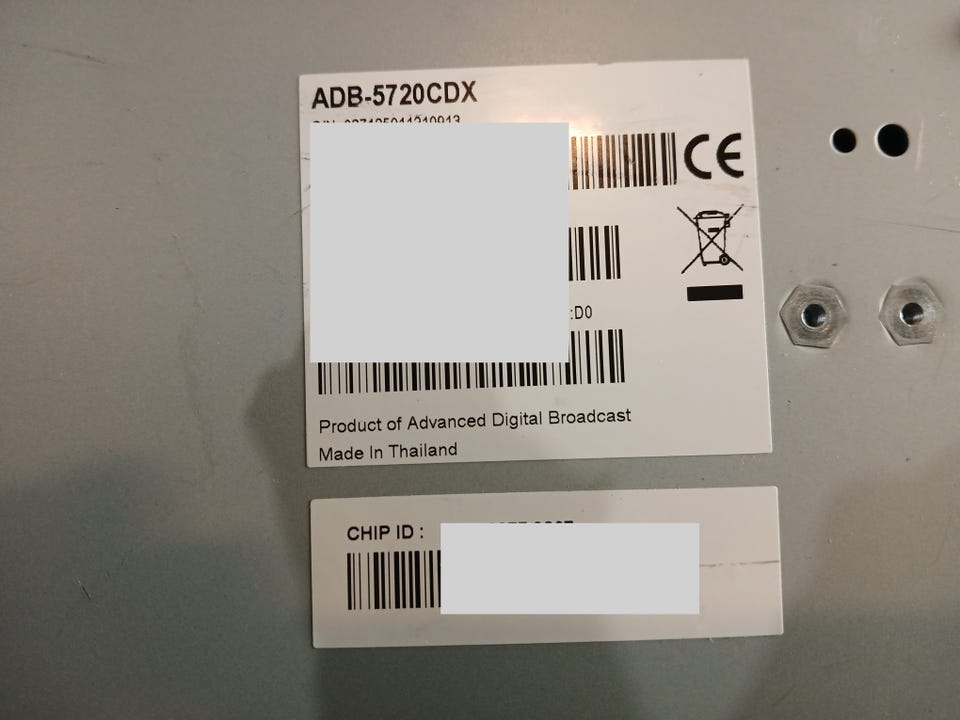 ADB-5720CDX
CE
:D0
Product of Advanced Digital Broadcast
Made In Thailand
CHIP ID :